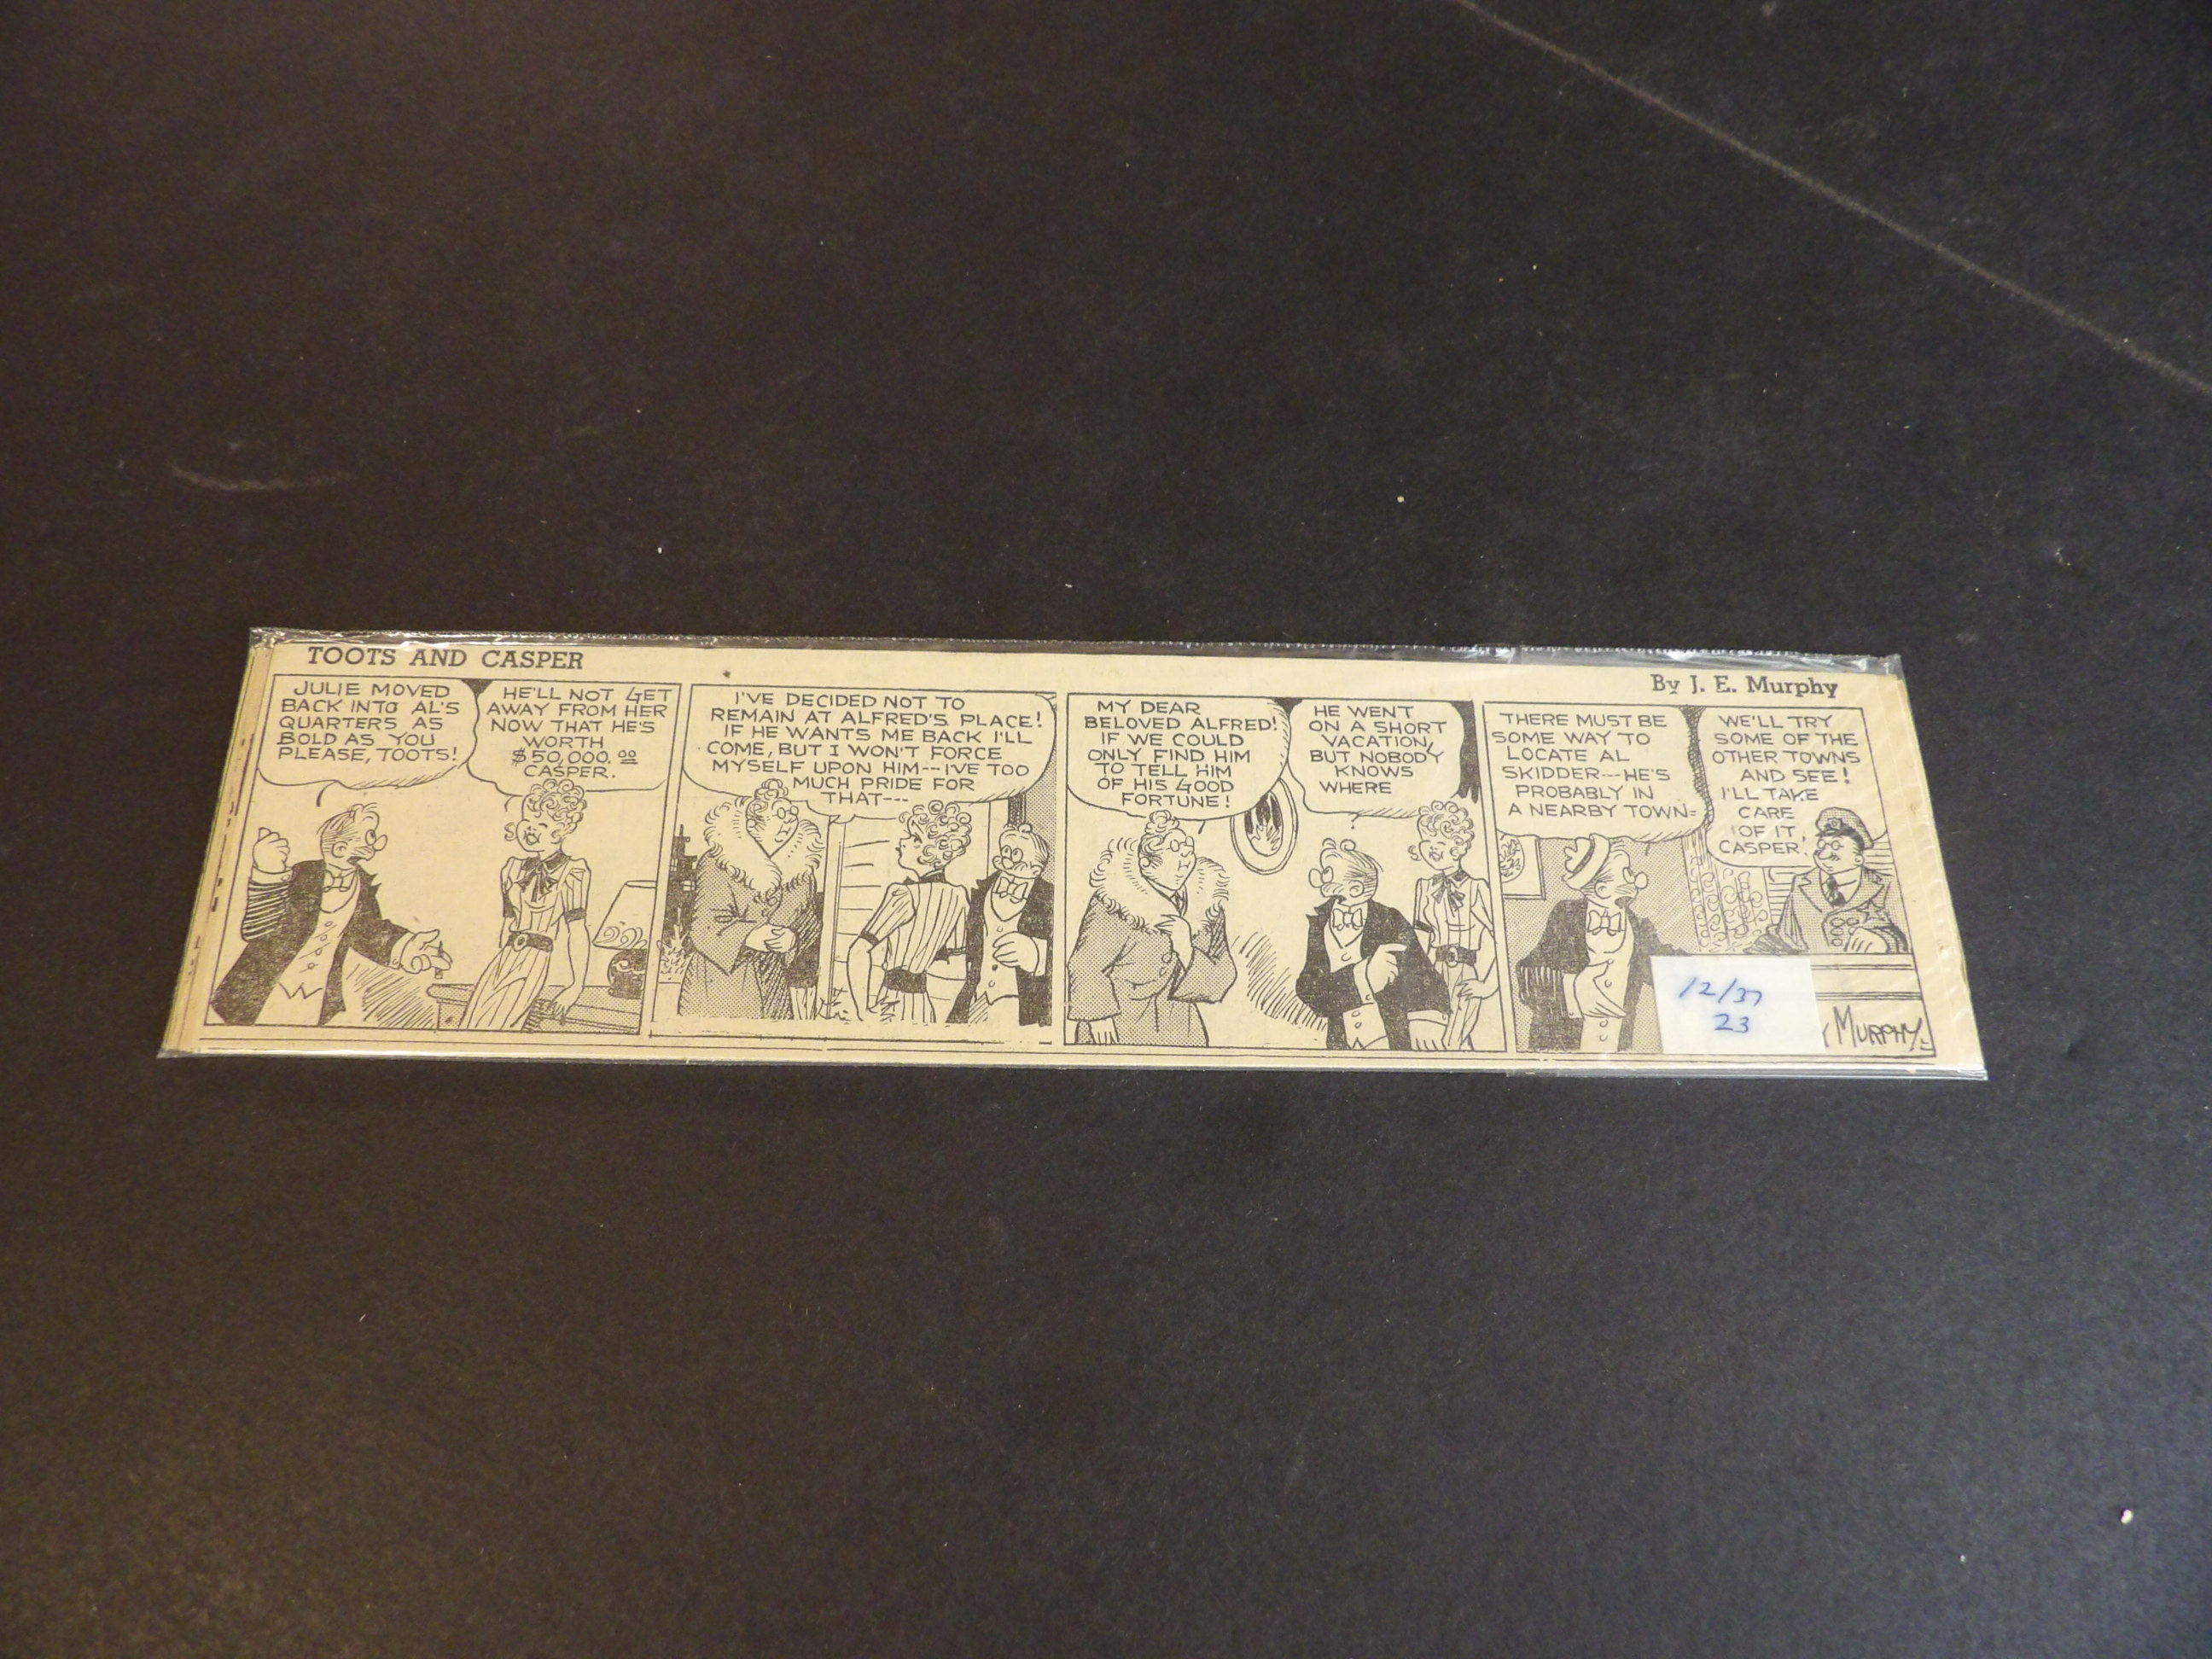 TOOTS AND CASPER
By J. E. Murphy
JULIE MOVED
BACK INTO AL'S
QUARTERS AS
BOLD AS YOU
PLEASE, TOOTS!
HE'LL NOT GET
AWAY FROM HER
NOW THAT HE'S
WORTH
$50,000.00
CASPER.
I'VE DECIDED NOT TO
REMAIN AT ALFRED'S PLACE!
IF HE WANTS ME BACK I'LL
COME, BUT I WON'T FORCE
MYSELF UPON HIM--IVE TOO
MUCH PRIDE FOR
THAT---
MY DEAR
BELOVED ALFRED!
IF WE COULD
ONLY FIND HIM
TO TELL HIM
OF HIS GOOD
FORTUNE!
HE WENT
ON A SHORT
VACATION,
BUT NOBODY
KNOWS
WHERE
THERE MUST BE
SOME WAY TO
LOCATE AL
SKIDDER---HE'S
PROBABLY IN
A NEARBY TOWN-
WE'LL TRY
SOME OF THE
OTHER TOWNS
AND SEE!
I'LL TAKE
CARE
OF IT,
CASPER!
12/37
23
MURPHY